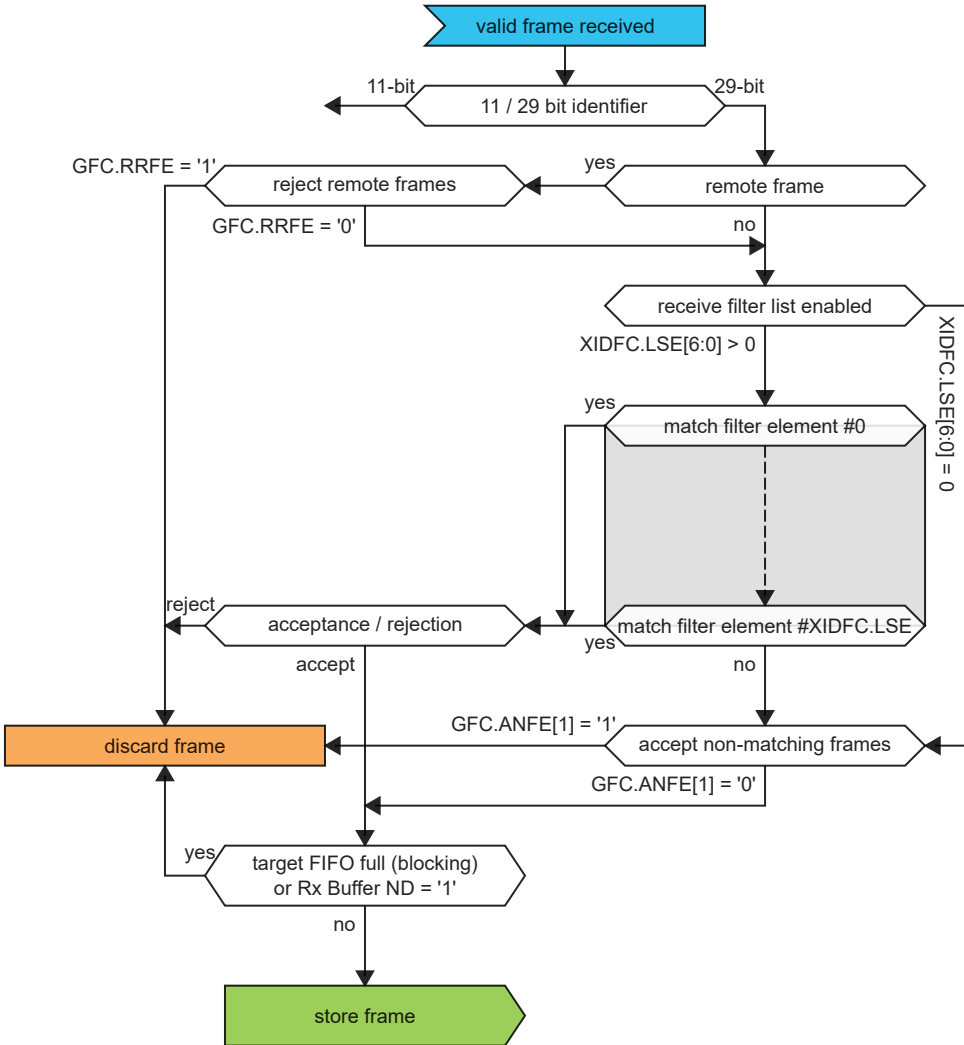 valid frame received
11-bit
29-bit
11 / 29 bit identifier
GFC.RRFE = '1'
yes
reject remote frames
remote frame
GFC.RRFE = '0'
no
receive filter list enabled
XIDFC.LSE[6:0] > 0
XIDFC.LSE[6:0] = 0
yes
match filter element #0
reject
acceptance / rejection
match filter element #XIDFC.LSE
yes
accept
no
GFC.ANFE[1] = '1'
discard frame
accept non-matching frames
GFC.ANFE[1] = '0'
yes
target FIFO full (blocking)
or Rx Buffer ND = '1'
no
store frame